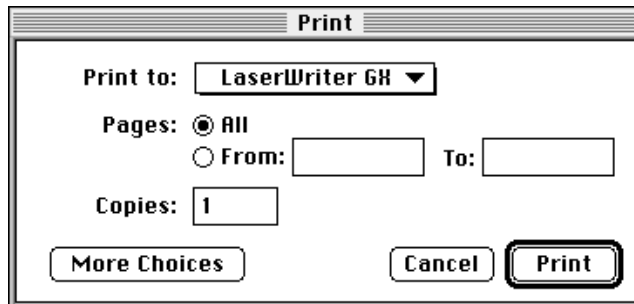 Print
Print to: LaserWriter GX
Pages: All
From: To:
Copies: 1
More Choices Cancel Print